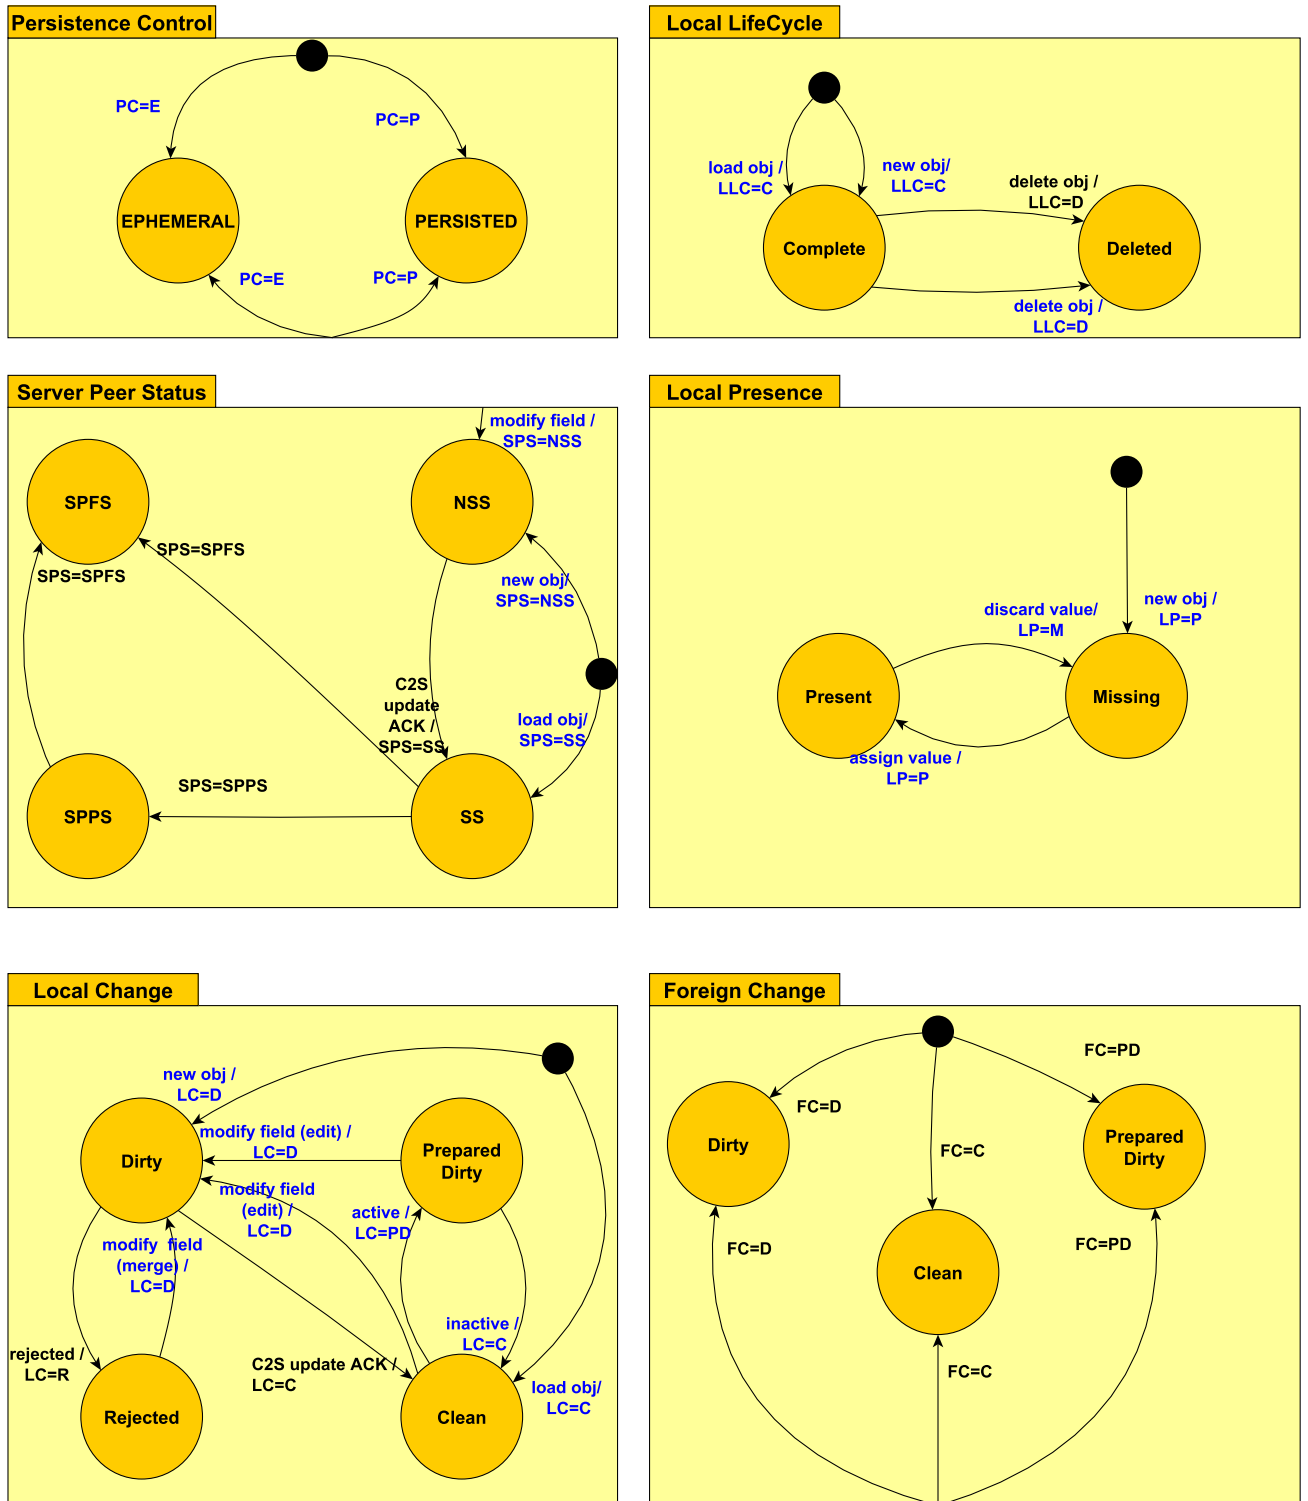 Persistence Control
PC=E
PC=P
EPHEMERAL
PERSISTED
PC=E
PC=P
Local LifeCycle
load obj /
LLC=C
new obj/
LLC=C
delete obj /
LLC=D
Complete
Deleted
delete obj /
LLC=D
Server Peer Status
modify field /
SPS=NSS
SPFS
NSS
SPS=SPFS
SPS=SPFS
new obj/
SPS=NSS
C2S
update
ACK /
SPS=SS
load obj/
SPS=SS
SPS=SPPS
SPPS
SS
Local Presence
new obj /
LP=P
discard value/
LP=M
Present
Missing
assign value /
LP=P
Local Change
new obj /
LC=D
modify field (edit) /
LC=D
Dirty
Prepared
Dirty
modify field
(edit) /
LC=D
active /
LC=PD
modify  field
(merge) /
LC=D
inactive /
LC=C
rejected /
LC=R
C2S update ACK /
LC=C
load obj/
LC=C
Rejected
Clean
Foreign Change
FC=PD
FC=D
FC=C
Dirty
Prepared
Dirty
FC=D
FC=PD
Clean
FC=C